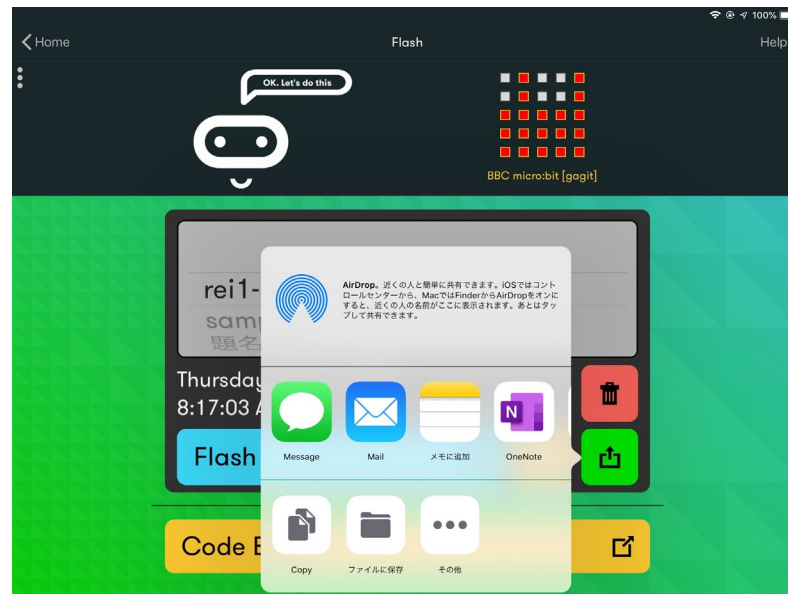 100%
Home
Flash
Help
OK. Let's do this
BBC micro:bit [gagit]
rei1-
sam
題名
AirDrop。近くの人と簡単に共有できます。iOSではコント
ロールセンターから、MacではFinderからAirDropをオンに
すると、近くの人の名前がここに表示されます。あとはタッ
プして共有できます。
Thursday
8:17:03 A
Message
Mail
メモに追加
OneNote
N
Flash
Code E
Copy
ファイルに保存
その他